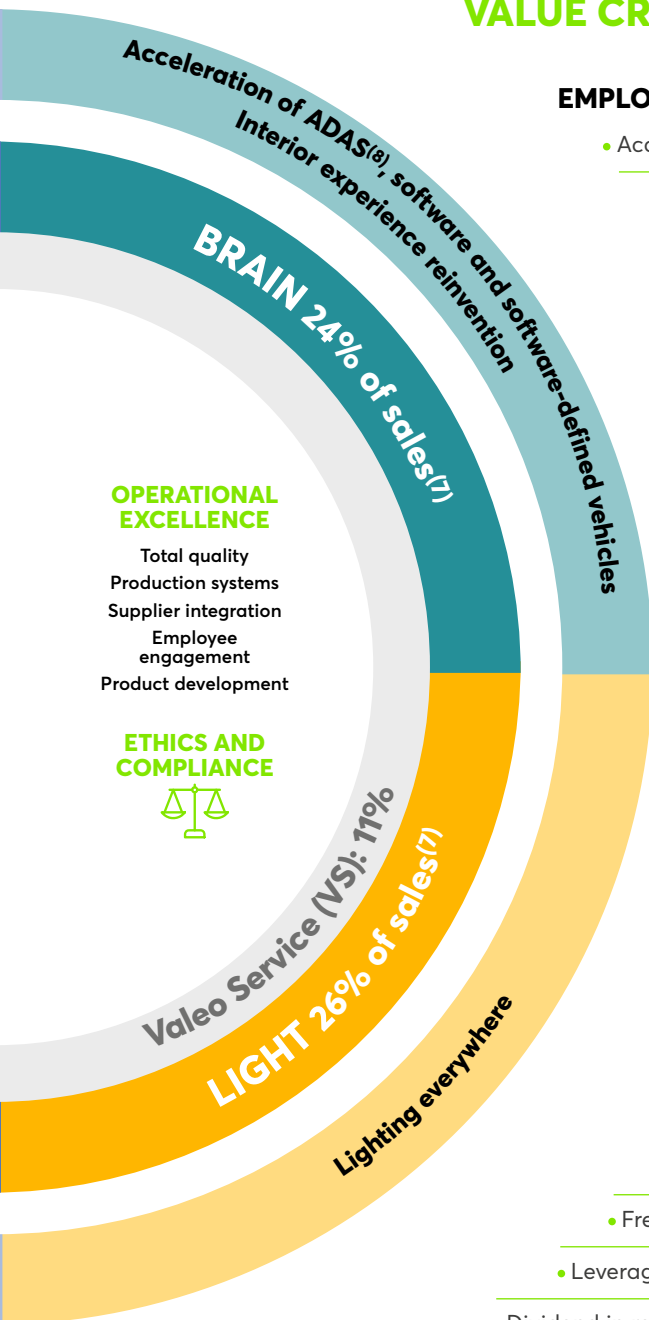 VALUE
EMPLO
Acceleration of ADAS(8), software and software-defined vehicles
Interior experience reinvention
BRAIN 24% of sales(7)
OPERATIONAL
EXCELLENCE
Total quality
Production systems
Supplier integration
Employee
engagement
Product development
ETHICS AND
COMPLIANCE
Valeo Service (VS): 11%
LIGHT 26% of sales(7)
Lighting everywhere
• Fre
• Leverag